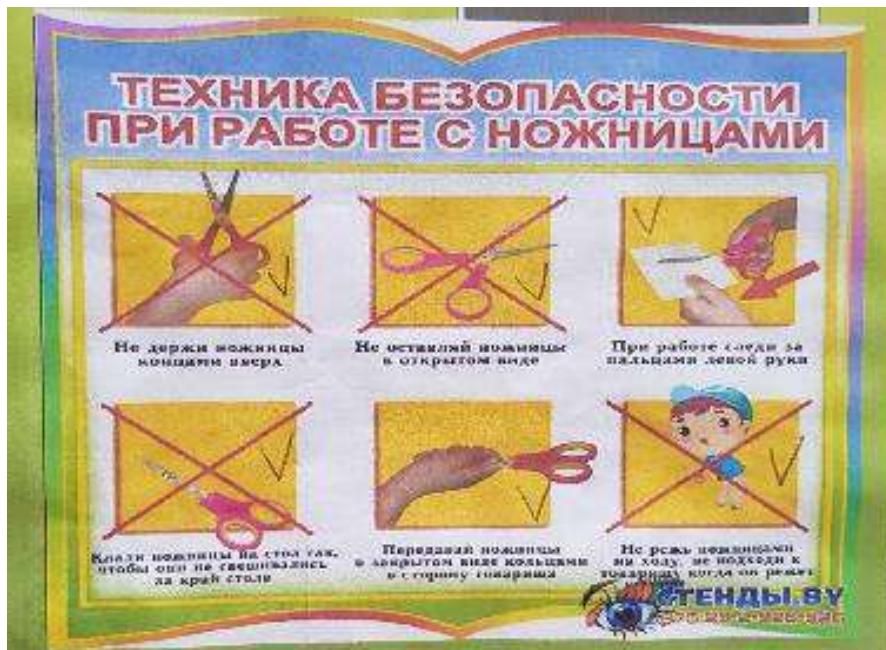 ТЕХНИКА БЕЗОПАСНОСТИ
ПРИ РАБОТЕ С НОЖНИЦАМИ
Не держи ножницы
концами вверх
Не оставляй ножницы
в открытом виде
При работе следи за
пальцами левой руки
Клади ножницы на стол так,
чтобы они не свешивались
за край стола
Передавай ножницы
в закрытом виде кольцами
в сторону товарища
Не режь ножницами
на ходу, не подходи к
товарищу когда он режет
СТЕНДЫ.BY